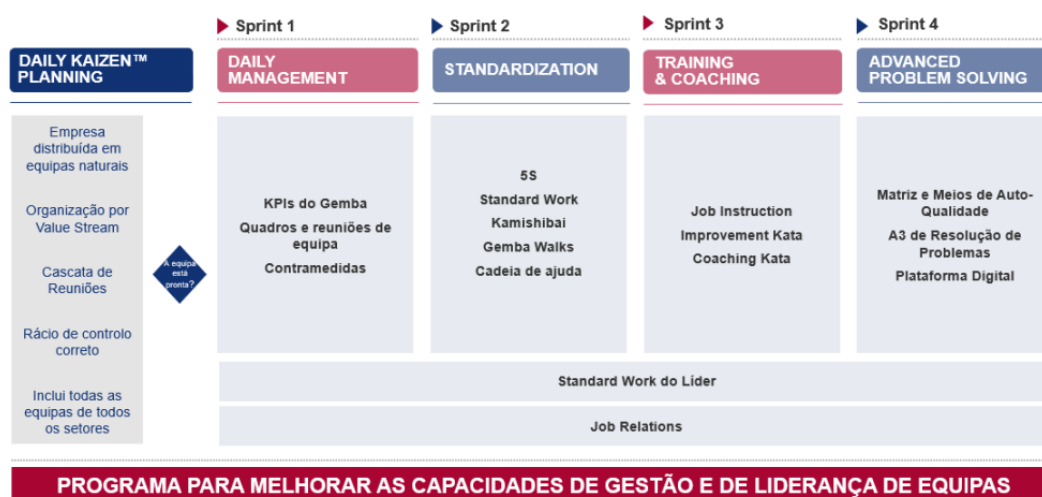 Sprint 1
Sprint 2
Sprint 3
Sprint 4
DAILY KAIZEN™
PLANNING
DAILY
MANAGEMENT
STANDARDIZATION
TRAINING
& COACHING
ADVANCED
PROBLEM SOLVING
Empresa
distribuída em
equipas naturais
Organização por
Value Stream
Cascata de
Reuniões
Rácio de controlo
correto
Inclui todas as
equipas de todos
os setores
A equipa
está
pronta?
KPIs do Gemba
Quadros e reuniões de
equipa
Contramedidas
5S
Standard Work
Kamishibai
Gemba Walks
Cadeia de ajuda
Job Instruction
Improvement Kata
Coaching Kata
Matriz e Meios de Auto-
Qualidade
A3 de Resolução de
Problemas
Plataforma Digital
Standard Work do Líder
Job Relations
PROGRAMA PARA MELHORAR AS CAPACIDADES DE GESTÃO E DE LIDERANÇA DE EQUIPAS